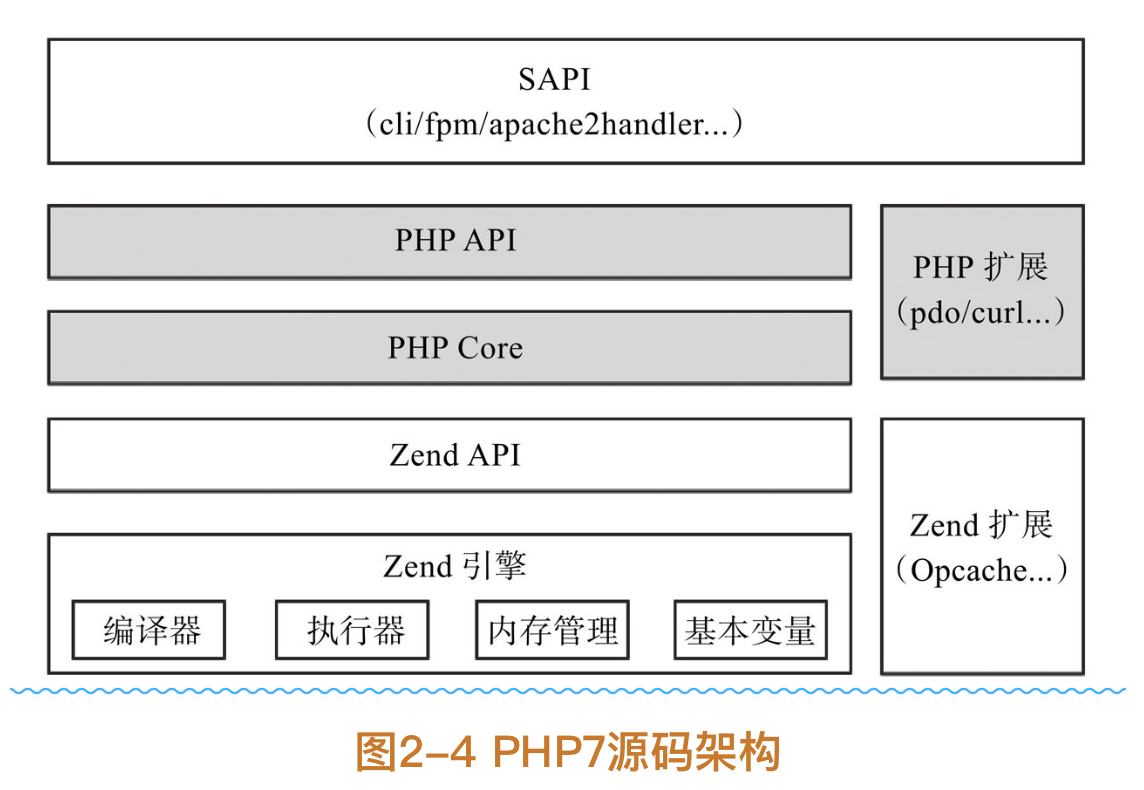 SAPI
（cli/fpm/apache2handler...）
PHP API
PHP Core
PHP 扩展
（pdo/curl...）
Zend API
Zend 引擎
编译器
执行器
内存管理
基本变量
Zend 扩展
（Opcache...）
图2-4 PHP7源码架构